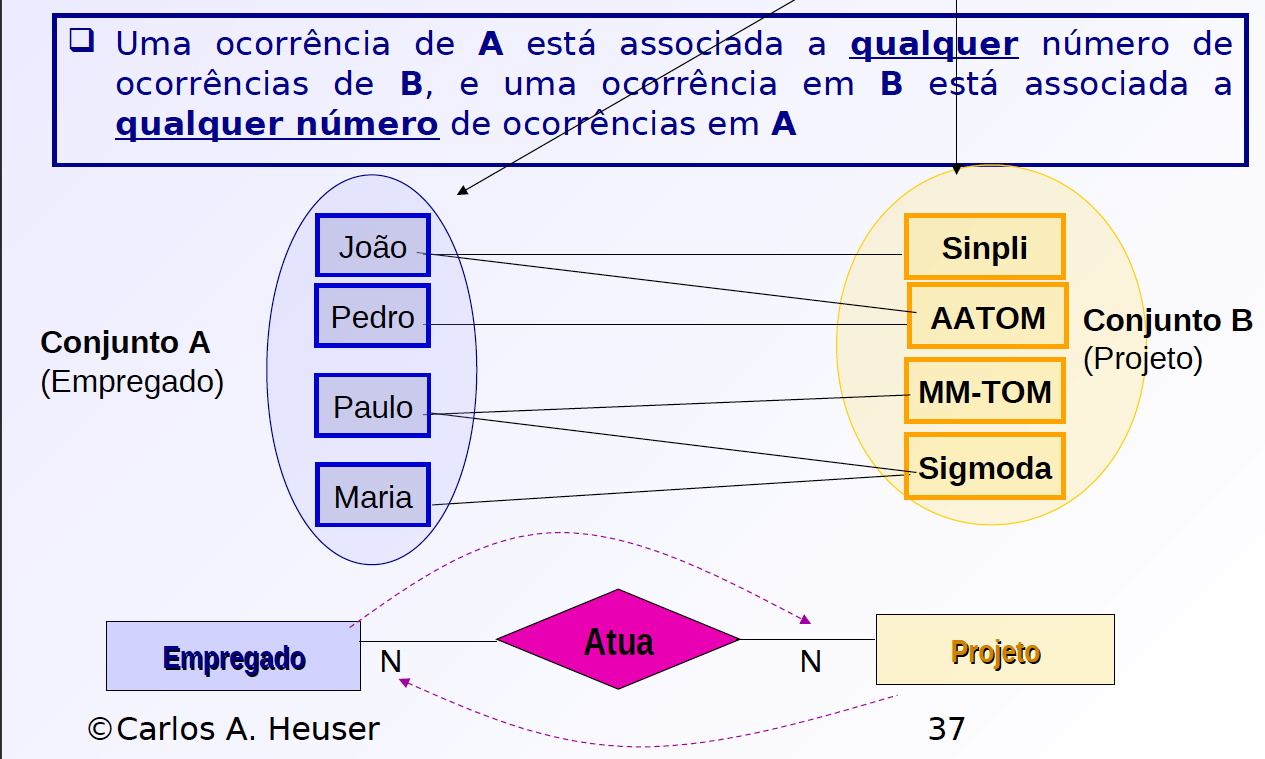 Uma ocorrência de A está associada a qualquer número de
ocorrências de B, e uma ocorrência em B está associada a
qualquer número de ocorrências em A
João
Sinpli
Pedro
AATOM
Conjunto A
(Empregado)
Conjunto B
(Projeto)
Paulo
MM-TOM
Maria
Sigmoda
Empregado
N
Atua
N
Projeto
©Carlos A. Heuser
37